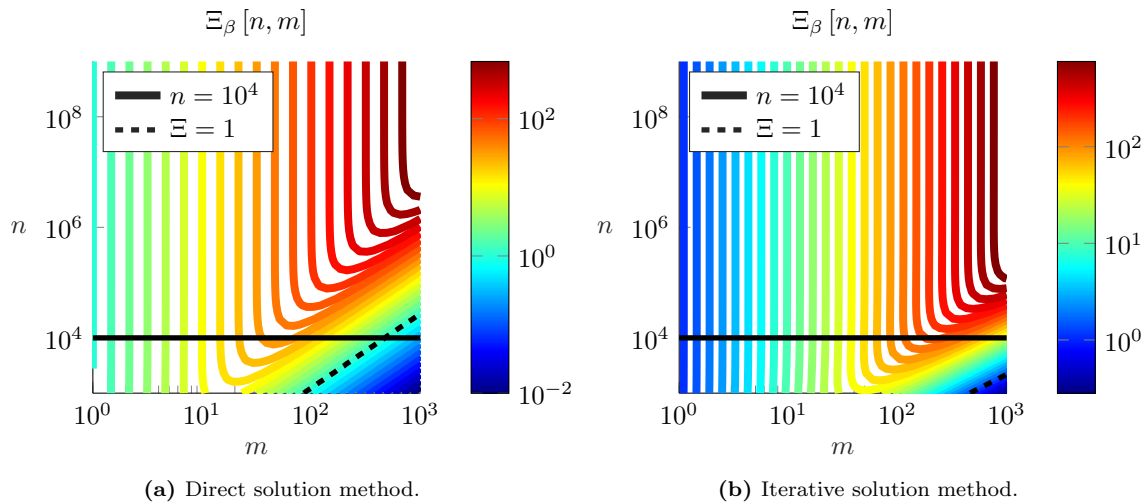 Ξ_β [n, m]
n = 10^4
Ξ = 1
10^8
10^6
10^4
n
10^0
10^1
10^2
10^3
m
10^2
10^0
10^−2
(a) Direct solution method.
Ξ_β [n, m]
n = 10^4
Ξ = 1
10^8
10^6
10^4
n
10^0
10^1
10^2
10^3
m
10^2
10^1
10^0
(b) Iterative solution method.